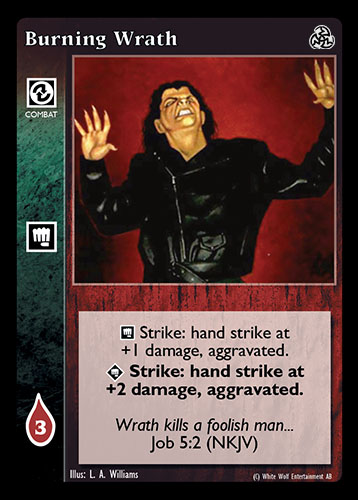 Burning Wrath
COMBAT
Strike: hand strike at
+1 damage, aggravated.
Strike: hand strike at
+2 damage, aggravated.
Wrath kills a foolish man...
Job 5:2 (NKJV)
3
Illus: L. A. Williams
(C) White Wolf Entertainment AB